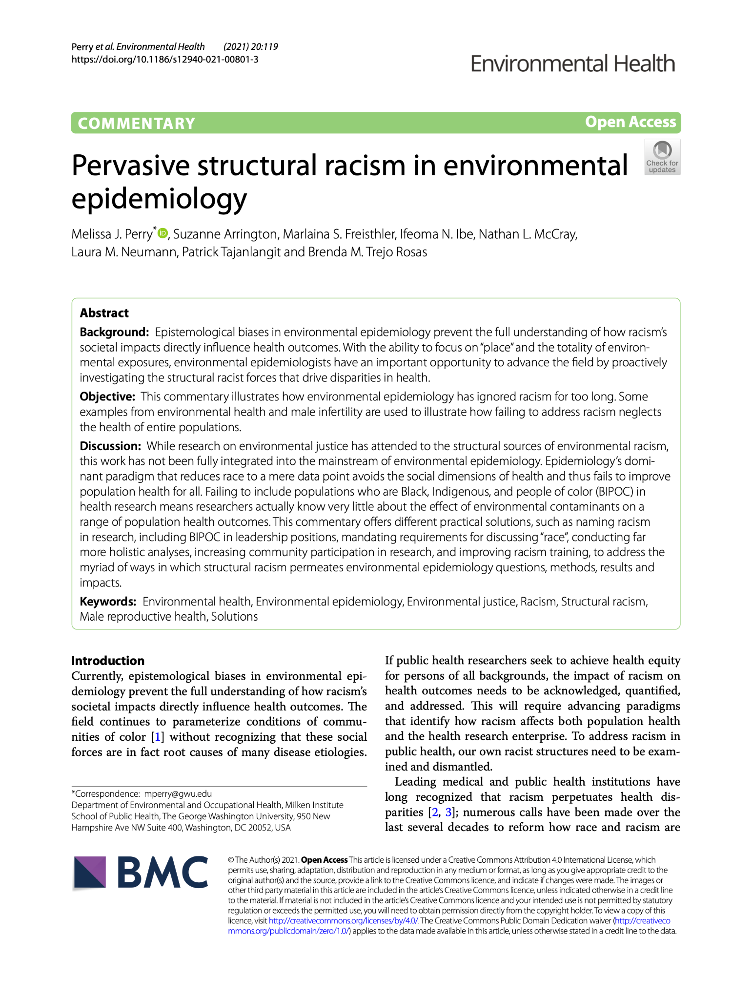 Perry et al. Environmental Health (2021) 20:119
https://doi.org/10.1186/s12940-021-00801-3
Environmental Health
COMMENTARY
Open Access
Check for
updates
Pervasive structural racism in environmental
epidemiology
Melissa J. Perry* iD, Suzanne Arrington, Marlaina S. Freisthler, Ifeoma N. Ibe, Nathan L. McCray,
Laura M. Neumann, Patrick Tajanlangit and Brenda M. Trejo Rosas
Abstract
Background: Epistemological biases in environmental epidemiology prevent the full understanding of how racism's
societal impacts directly influence health outcomes. With the ability to focus on “place” and the totality of environ-
mental exposures, environmental epidemiologists have an important opportunity to advance the field by proactively
investigating the structural racist forces that drive disparities in health.
Objective: This commentary illustrates how environmental epidemiology has ignored racism for too long. Some
examples from environmental health and male infertility are used to illustrate how failing to address racism neglects
the health of entire populations.
Discussion: While research on environmental justice has attended to the structural sources of environmental racism,
this work has not been fully integrated into the mainstream of environmental epidemiology. Epidemiology's domi-
nant paradigm that reduces race to a mere data point avoids the social dimensions of health and thus fails to improve
population health for all. Failing to include populations who are Black, Indigenous, and people of color (BIPOC) in
health research means researchers actually know very little about the effect of environmental contaminants on a
range of population health outcomes. This commentary offers different practical solutions, such as naming racism
in research, including BIPOC in leadership positions, mandating requirements for discussing “race”, conducting far
more holistic analyses, increasing community participation in research, and improving racism training, to address the
myriad of ways in which structural racism permeates environmental epidemiology questions, methods, results and
impacts.
Keywords: Environmental health, Environmental epidemiology, Environmental justice, Racism, Structural racism,
Male reproductive health, Solutions
Introduction
Currently, epistemological biases in environmental epi-
demiology prevent the full understanding of how racism's
societal impacts directly influence health outcomes. The
field continues to parameterize conditions of commu-
nities of color [1] without recognizing that these social
forces are in fact root causes of many disease etiologies.
If public health researchers seek to achieve health equity
for persons of all backgrounds, the impact of racism on
health outcomes needs to be acknowledged, quantified,
and addressed. This will require advancing paradigms
that identify how racism affects both population health
and the health research enterprise. To address racism in
public health, our own racist structures need to be exam-
ined and dismantled.
Leading medical and public health institutions have
long recognized that racism perpetuates health dis-
parities [2, 3]; numerous calls have been made over the
last several decades to reform how race and racism are
*Correspondence: mperry@gwu.edu
Department of Environmental and Occupational Health, Milken Institute
School of Public Health, The George Washington University, 950 New
Hampshire Ave NW Suite 400, Washington, DC 20052, USA
BMC
© The Author(s) 2021. Open Access This article is licensed under a Creative Commons Attribution 4.0 International License, which
permits use, sharing, adaptation, distribution and reproduction in any medium or format, as long as you give appropriate credit to the
original author(s) and the source, provide a link to the Creative Commons licence, and indicate if changes were made. The images or
other third party material in this article are included in the article's Creative Commons licence, unless indicated otherwise in a credit line
to the material. If material is not included in the article's Creative Commons licence and your intended use is not permitted by statutory
regulation or exceeds the permitted use, you will need to obtain permission directly from the copyright holder. To view a copy of this
licence, visit http://creativecommons.org/licenses/by/4.0/. The Creative Commons Public Domain Dedication waiver (http://creativeco
mmons.org/publicdomain/zero/1.0/) applies to the data made available in this article, unless otherwise stated in a credit line to the data.